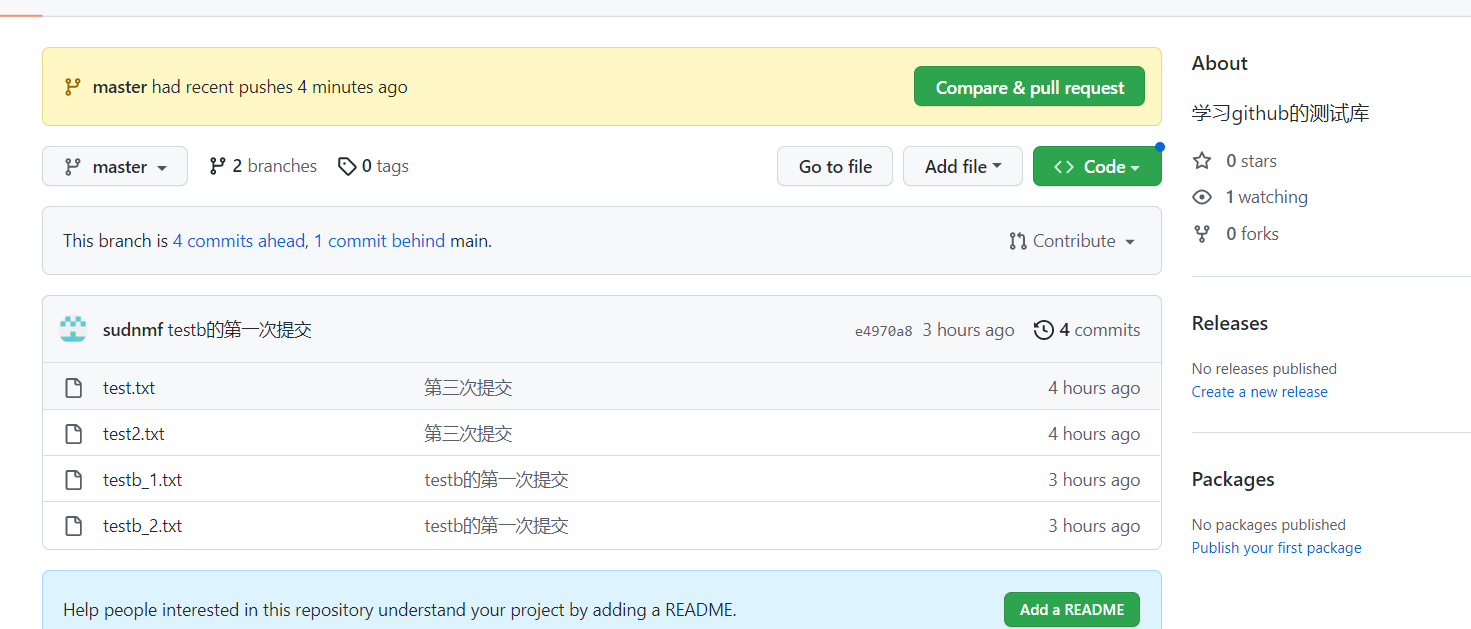 master had recent pushes 4 minutes ago
Compare & pull request
master
2 branches
0 tags
Go to file
Add file
Code
This branch is 4 commits ahead, 1 commit behind main.
Contribute
sudnmf testb的第一次提交
e4970a8 3 hours ago
4 commits
test.txt 第三次提交 4 hours ago
test2.txt 第三次提交 4 hours ago
testb_1.txt testb的第一次提交 3 hours ago
testb_2.txt testb的第一次提交 3 hours ago
Help people interested in this repository understand your project by adding a README.
Add a README
About
学习github的测试库
0 stars
1 watching
0 forks
Releases
No releases published
Create a new release
Packages
No packages published
Publish your first package